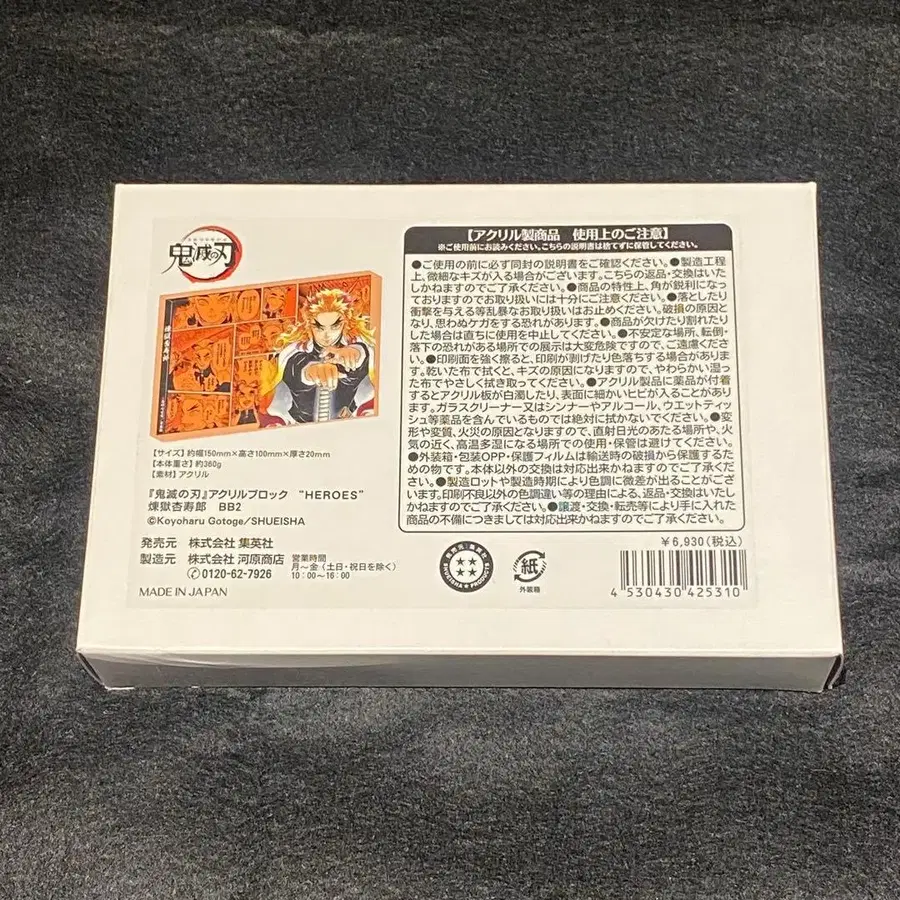 鬼滅の刃
煉獄杏寿郎
【サイズ】約幅150mm×高さ100mm×厚さ20mm
【本体重さ】約360g
【素材】アクリル
『鬼滅の刃』アクリルブロック “HEROES”
煉獄杏寿郎 BB2
©Koyoharu Gotoge/SHUEISHA
発売元 株式会社 集英社
製造元 株式会社 河原商店
0120-62-7926
営業時間
月～金（土日・祝日を除く）
10：00～16：00
MADE IN JAPAN
【アクリル製商品 使用上のご注意】
※ご使用前にお読みください。こちらの説明書は捨てずに保管してください。
●ご使用の前に必ず同封の説明書をご確認ください。●製造工程
上、微細なキズが入る場合がございます。こちらの返品・交換はいた
しかねますのでご了承ください。●商品の特性上、角が鋭利になっ
ておりますのでお取り扱いには十分にご注意ください。●落としたり
衝撃を与える等乱暴なお取り扱いはお止めください。破損の原因と
なり、思わぬケガをする恐れがあります。●商品が欠けたり割れたり
した場合は直ちに使用を中止してください。●不安定な場所、転倒・
落下の恐れがある場所での展示は大変危険ですので、ご遠慮くださ
い。●印刷面を強く擦ると、印刷が剥げたり色落ちする場合がありま
す。乾いた布で拭くと、キズの原因になりますので、やわらかい湿っ
た布でやさしく拭き取ってください。●アクリル製品に薬品が付着
するとアクリル板が白濁したり、表面に細かいヒビが入ることがあり
ます。ガラスクリーナー又はシンナーやアルコール、ウエットティッ
シュ等薬品を含んでいるものでは絶対に拭かないでください。●変
形や変質、火災の原因となりますので、直射日光のあたる場所や、火
気の近く、高温多湿になる場所での使用・保管は避けてください。
●外装箱・包装OPP・保護フィルムは輸送時の破損から保護するた
めの物です。本体以外の交換は対応出来かねますのでご了承くださ
い。●製造ロットや製造時期により色調に微差が出ることがござい
ます。印刷不良以外の色調違い等の理由による、返品・交換はいたし
かねますのでご了承ください。●譲渡・交換・転売等により手に入れた
商品の不備につきましては対応出来かねますのでご了承ください。
￥6,930(税込)
発売元 集英社
SHUEISHA PRODUCTS
紙
外装箱
4 530430 425310